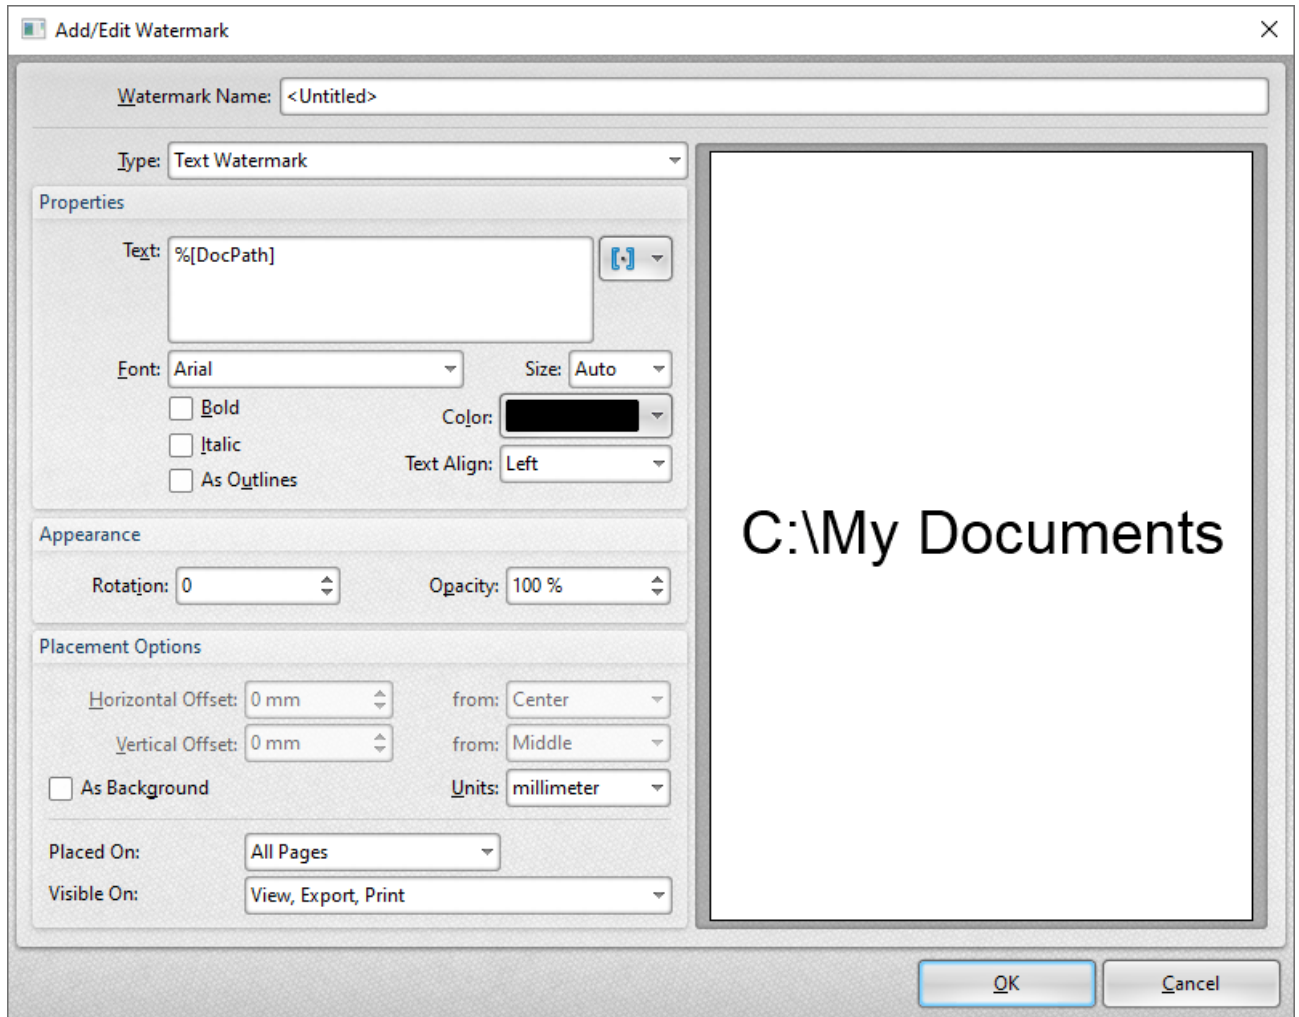 Add/Edit Watermark
Watermark Name: <Untitled>
Type: Text Watermark
Properties
Text: %[DocPath]
Font: Arial Size: Auto
Bold Color:
Italic
Text Align: Left
As Outlines
Appearance
Rotation: 0 Opacity: 100 %
Placement Options
Horizontal Offset: 0 mm from: Center
Vertical Offset: 0 mm from: Middle
As Background Units: millimeter
Placed On: All Pages
Visible On: View, Export, Print
C:\My Documents
OK Cancel